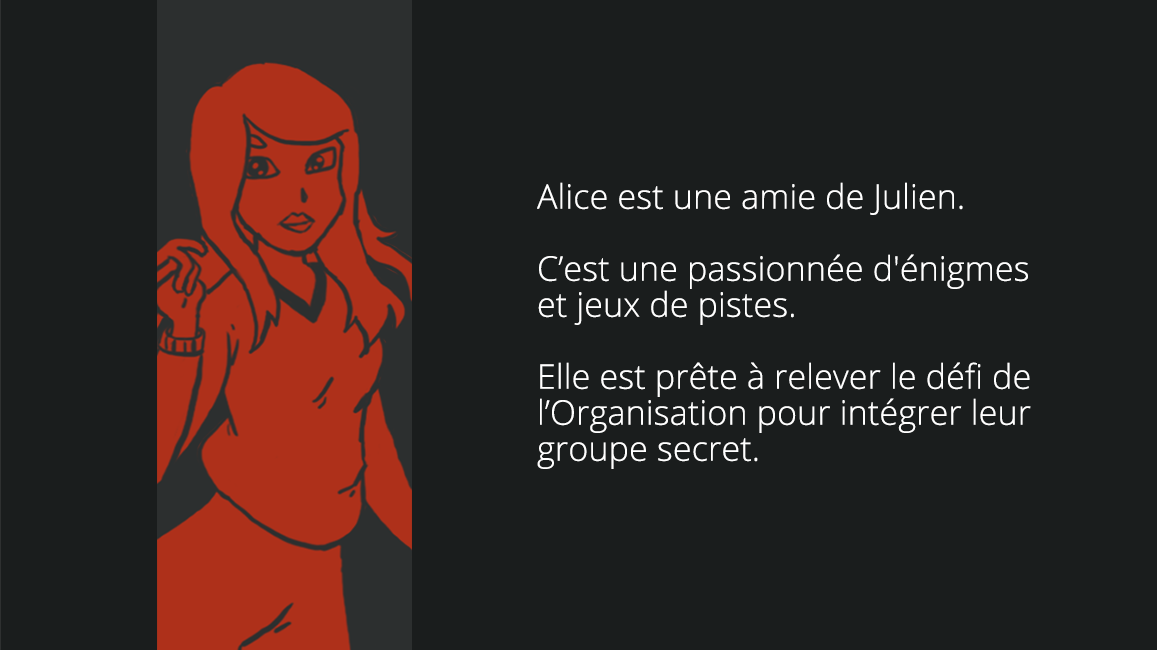 Alice est une amie de Julien.
C’est une passionnée d'énigmes
et jeux de pistes.
Elle est prête à relever le défi de
l’Organisation pour intégrer leur
groupe secret.